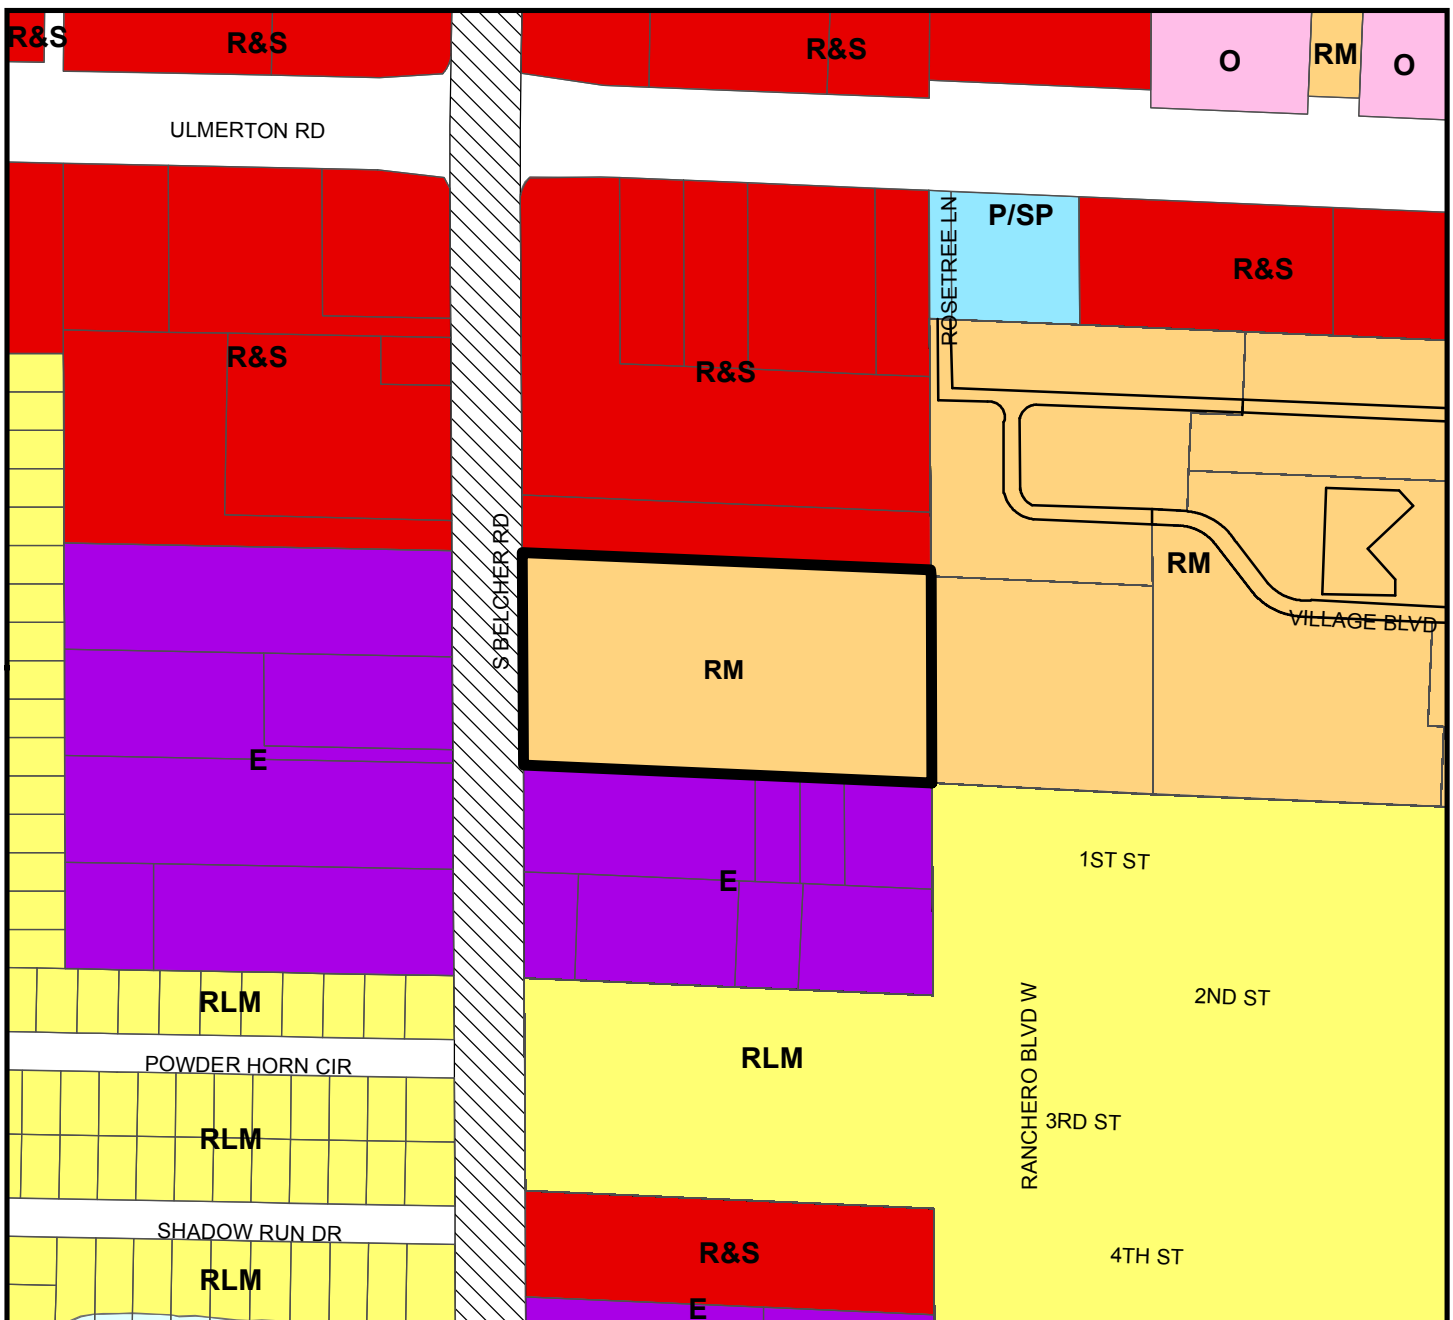 R&S
R&S
R&S
O
RM
O
ULMERTON RD
ROSETREE LN
P/SP
R&S
R&S
R&S
S BELCHER RD
RM
VILLAGE BLVD
RM
E
E
1ST ST
2ND ST
RLM
RANCHERO BLVD W
RLM
POWDER HORN CIR
3RD ST
RLM
SHADOW RUN DR
R&S
4TH ST
RLM
E